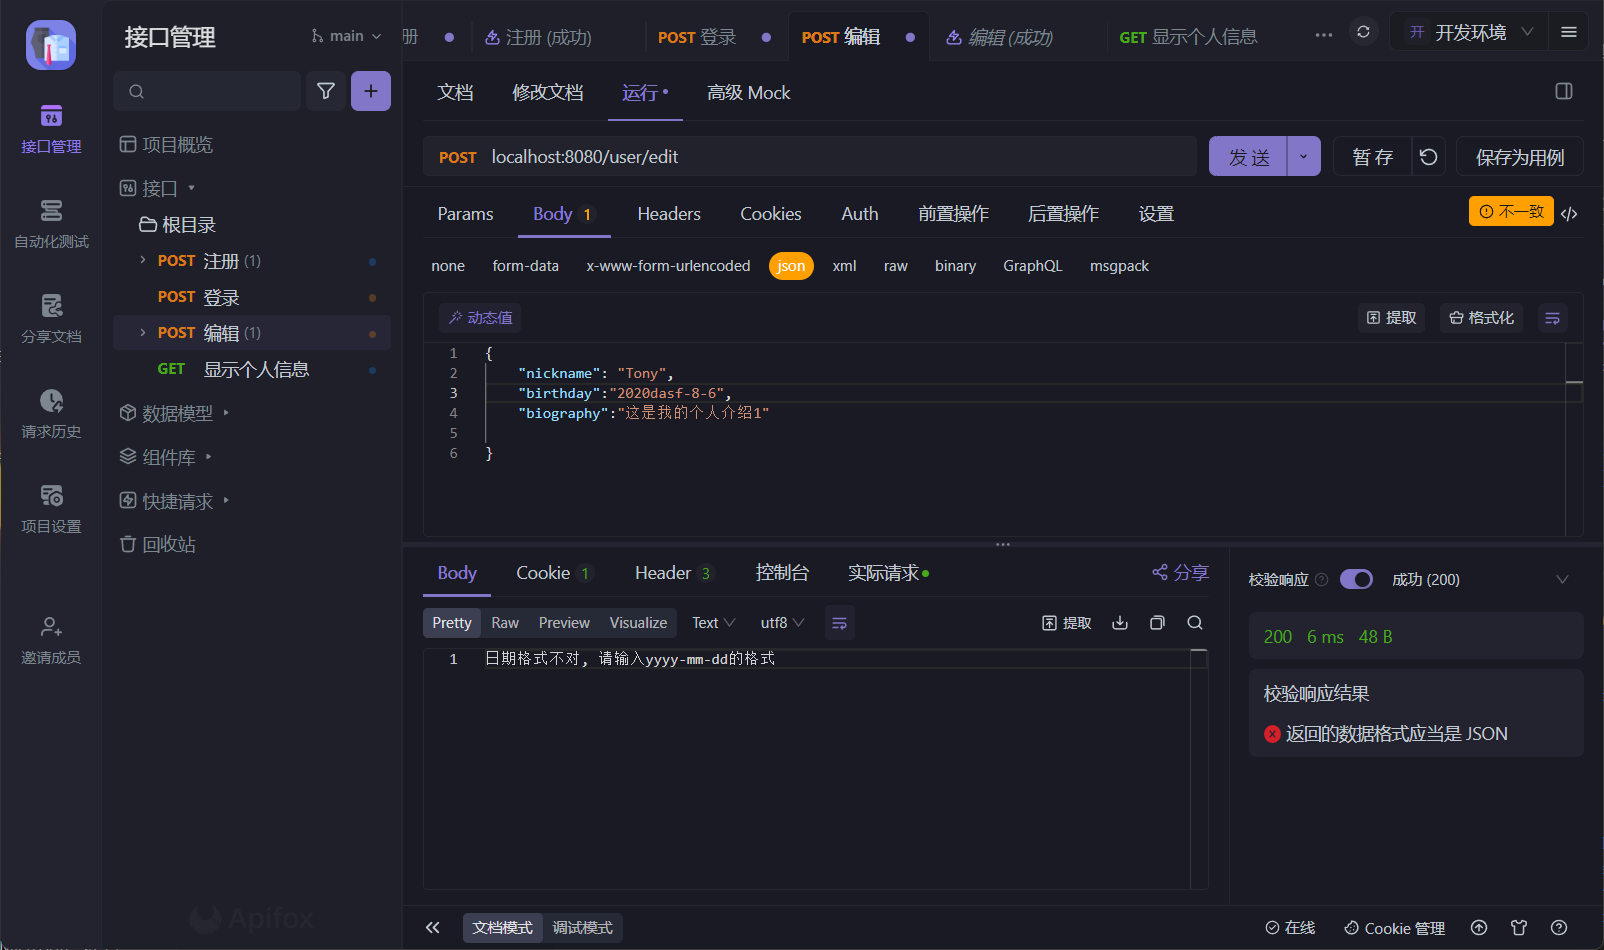 接口管理
main
册
注册 (成功)
POST 登录
POST 编辑
编辑 (成功)
GET 显示个人信息
开 开发环境
文档
修改文档
运行
高级 Mock
POST localhost:8080/user/edit
发 送
暂 存
保存为用例
Params
Body 1
Headers
Cookies
Auth
前置操作
后置操作
设置
不一致
none
form-data
x-www-form-urlencoded
json
xml
raw
binary
GraphQL
msgpack
动态值
提取
格式化
1 {
2 "nickname": "Tony",
3 "birthday":"2020dasf-8-6",
4 "biography":"这是我的个人介绍1"
5
6 }
接口管理
自动化测试
分享文档
请求历史
项目设置
邀请成员
项目概览
接口
根目录
POST 注册 (1)
POST 登录
POST 编辑 (1)
GET 显示个人信息
数据模型
组件库
快捷请求
回收站
Apifox
Body
Cookie 1
Header 3
控制台
实际请求
分享
Pretty
Raw
Preview
Visualize
Text
utf8
提取
1 日期格式不对, 请输入yyyy-mm-dd的格式
校验响应
成功 (200)
200 6 ms 48 B
校验响应结果
返回的数据格式应当是 JSON
文档模式
调试模式
在线
Cookie 管理